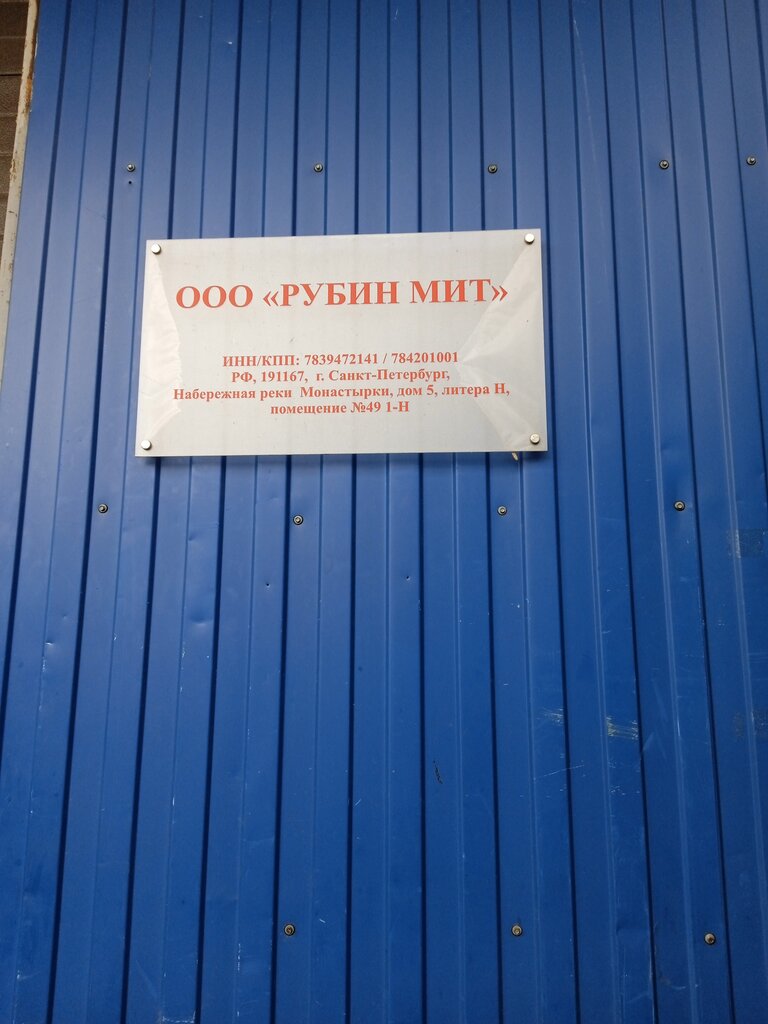 ООО «РУБИН МИТ»
ИНН/КПП: 7839472141 / 784201001
РФ, 191167, г. Санкт-Петербург,
Набережная реки Монастырки, дом 5, литера Н,
помещение №49 1-Н